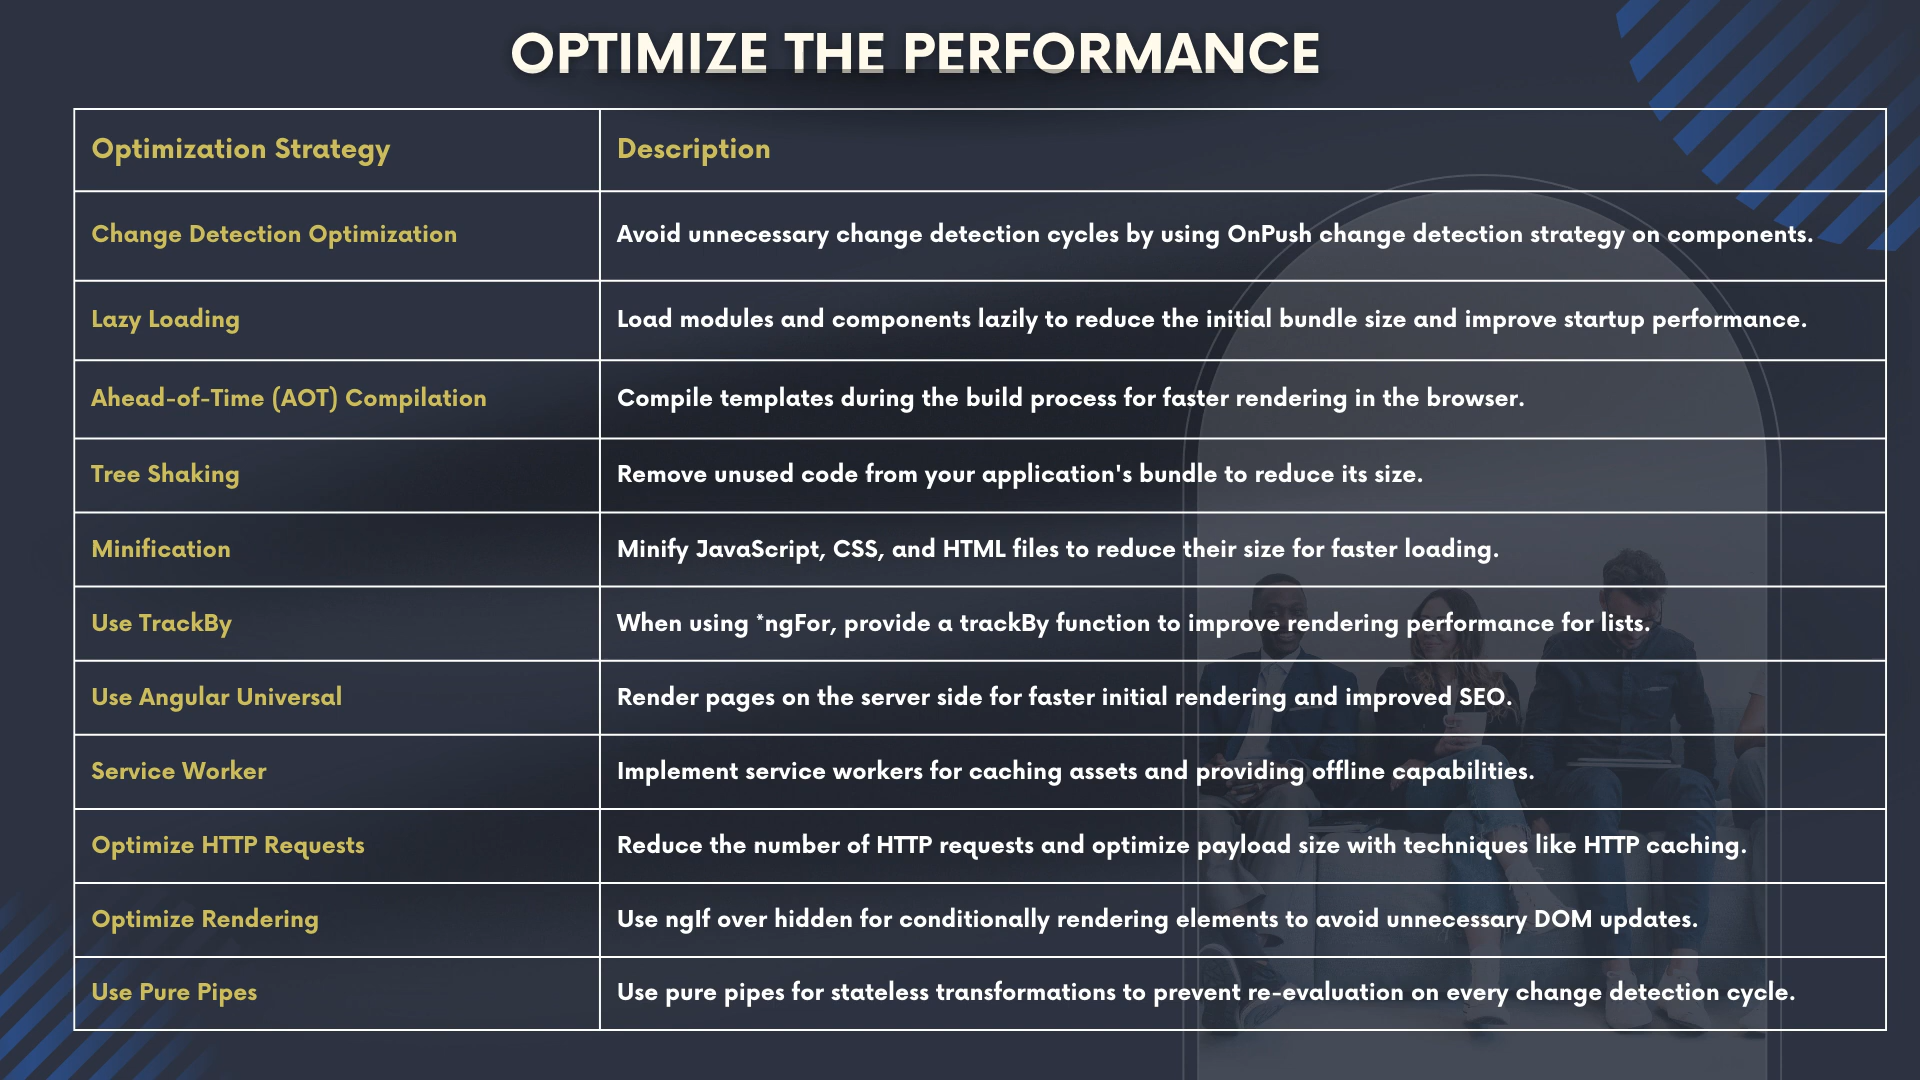 OPTIMIZE THE PERFORMANCE
Optimization Strategy
Description
Change Detection Optimization
Avoid unnecessary change detection cycles by using OnPush change detection strategy on components.
Lazy Loading
Load modules and components lazily to reduce the initial bundle size and improve startup performance.
Ahead-of-Time (AOT) Compilation
Compile templates during the build process for faster rendering in the browser.
Tree Shaking
Remove unused code from your application's bundle to reduce its size.
Minification
Minify JavaScript, CSS, and HTML files to reduce their size for faster loading.
Use TrackBy
When using *ngFor, provide a trackBy function to improve rendering performance for lists.
Use Angular Universal
Render pages on the server side for faster initial rendering and improved SEO.
Service Worker
Implement service workers for caching assets and providing offline capabilities.
Optimize HTTP Requests
Reduce the number of HTTP requests and optimize payload size with techniques like HTTP caching.
Optimize Rendering
Use ngIf over hidden for conditionally rendering elements to avoid unnecessary DOM updates.
Use Pure Pipes
Use pure pipes for stateless transformations to prevent re-evaluation on every change detection cycle.